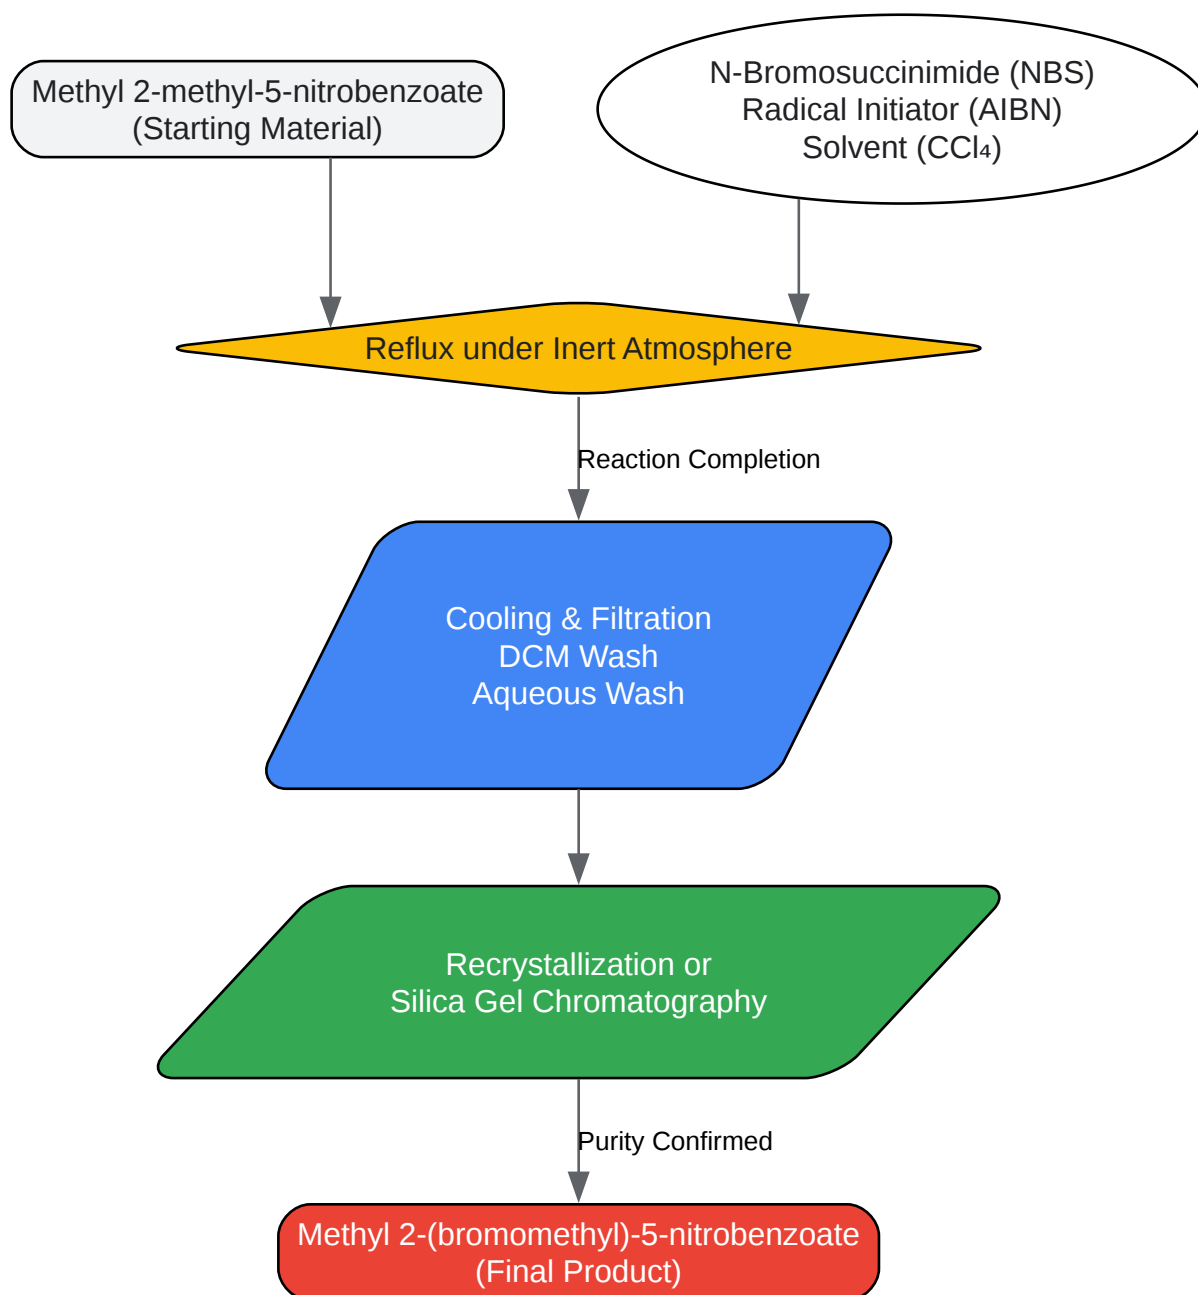 Methyl 2-methyl-5-nitrobenzoate
(Starting Material)
N-Bromosuccinimide (NBS)
Radical Initiator (AIBN)
Solvent (CCl₄)
Reflux under Inert Atmosphere
Reaction Completion
Cooling & Filtration
DCM Wash
Aqueous Wash
Recrystallization or
Silica Gel Chromatography
Purity Confirmed
Methyl 2-(bromomethyl)-5-nitrobenzoate
(Final Product)